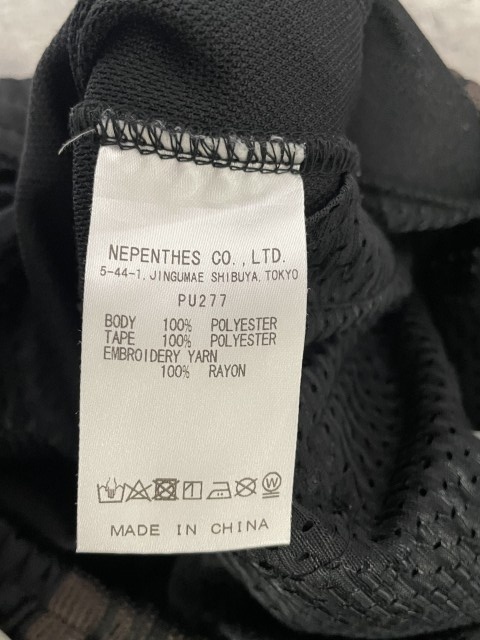 NEPENTHES CO.,LTD.
5-44-1, JINGUMAE SHIBUYA. TOKYO
PU277
BODY 100% POLYESTER
TAPE 100% POLYESTER
EMBROIDERY YARN
100% RAYON
W
MADE IN CHINA